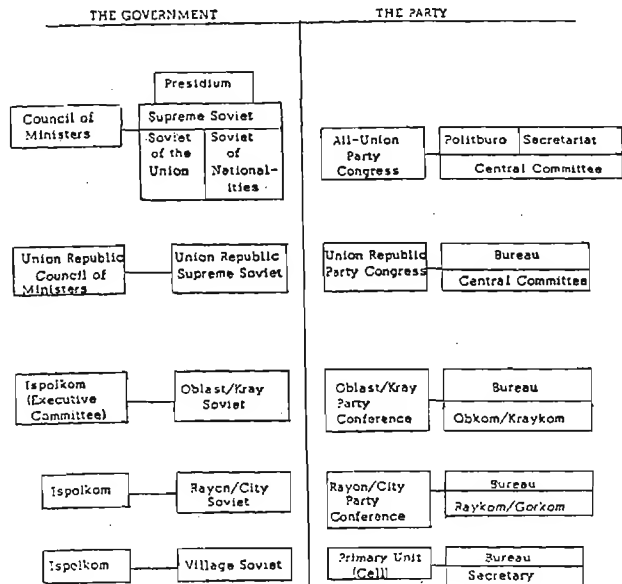 THE GOVERNMENT
THE PARTY
Presidium
Council of
Ministers
Supreme Soviet
Soviet
of the
Union
Soviet
of
National-
ities
All-Union
Party
Congress
Politburo
Secretariat
Central Committee
Union Republic
Council of
Ministers
Union Republic
Supreme Soviet
Union Republic
Party Congress
Bureau
Central Committee
Ispolkom
(Executive
Committee)
Oblast/Kray
Soviet
Oblast/Kray
Party
Conference
Bureau
Obkom/Kraykom
Ispolkom
Rayon/City
Soviet
Rayon/City
Party
Conference
Bureau
Raykom/Gorkom
Ispolkom
Village Soviet
Primary Unit
(Cell)
Bureau
Secretary